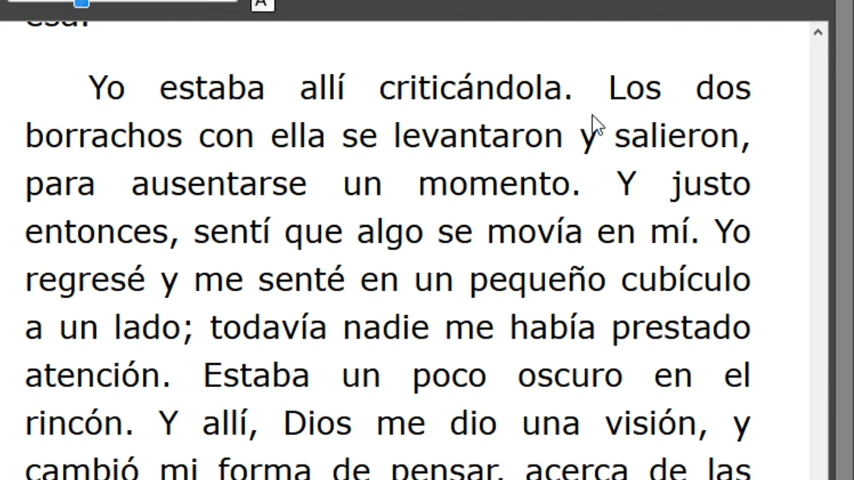 esa.
Yo estaba allí criticándola. Los dos
borrachos con ella se levantaron y salieron,
para ausentarse un momento. Y justo
entonces, sentí que algo se movía en mí. Yo
regresé y me senté en un pequeño cubículo
a un lado; todavía nadie me había prestado
atención. Estaba un poco oscuro en el
rincón. Y allí, Dios me dio una visión, y
cambió mi forma de pensar, acerca de las